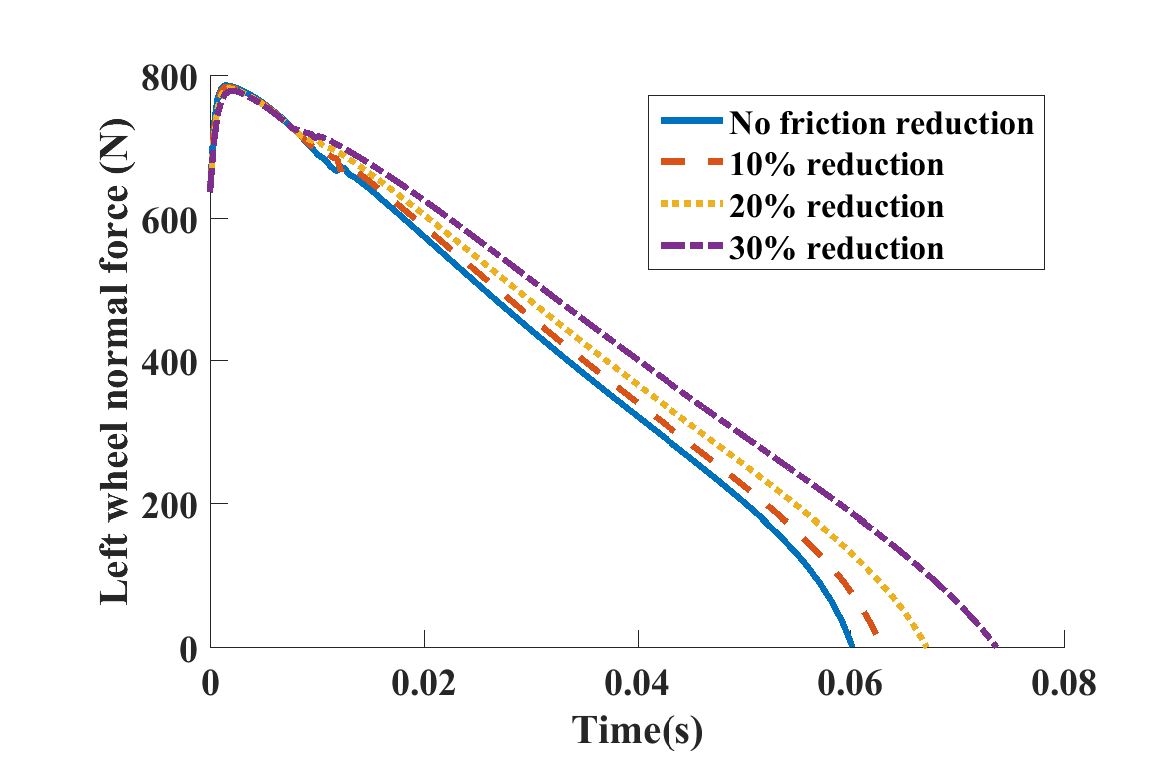 No friction reduction
10% reduction
20% reduction
30% reduction
Left wheel normal force (N)
800
600
400
200
0
0
0.02
0.04
0.06
0.08
Time(s)